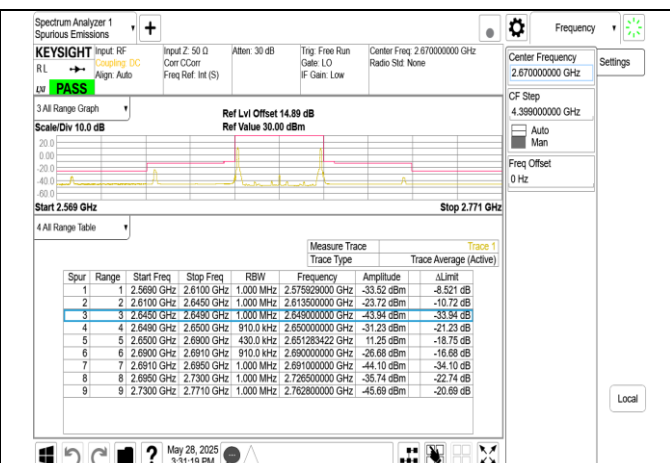 Spectrum Analyzer 1
Spurious Emissions
Frequency
KEYSIGHT Input: RF Input Z: 50 Ω Atten: 30 dB Trig: Free Run Center Freq: 2.670000000 GHz
RL Coupling: DC Corr CCorr Gate: LO Radio Std: None
Align: Auto Freq Ref: Int (S) IF Gain: Low
LXI PASS
Center Frequency
2.670000000 GHz
Settings
CF Step
4.399000000 GHz
Auto
Man
Freq Offset
0 Hz
3 All Range Graph
Ref Lvl Offset 14.89 dB
Scale/Div 10.0 dB Ref Value 30.00 dBm
20.0
0.00
-20.0
-40.0
-60.0
Start 2.569 GHz Stop 2.771 GHz
4 All Range Table
Measure Trace Trace 1
Trace Type Trace Average (Active)
Spur Range Start Freq Stop Freq RBW Frequency Amplitude ΔLimit
1 1 2.5690 GHz 2.6100 GHz 1.000 MHz 2.575929000 GHz -33.52 dBm -8.521 dB
2 2 2.6100 GHz 2.6450 GHz 1.000 MHz 2.613500000 GHz -23.72 dBm -10.72 dB
3 3 2.6450 GHz 2.6490 GHz 1.000 MHz 2.649000000 GHz -43.94 dBm -33.94 dB
4 4 2.6490 GHz 2.6500 GHz 910.0 kHz 2.650000000 GHz -31.23 dBm -21.23 dB
5 5 2.6500 GHz 2.6900 GHz 430.0 kHz 2.651283422 GHz 11.25 dBm -18.75 dB
6 6 2.6900 GHz 2.6910 GHz 910.0 kHz 2.690000000 GHz -26.68 dBm -16.68 dB
7 7 2.6910 GHz 2.6950 GHz 1.000 MHz 2.691000000 GHz -44.10 dBm -34.10 dB
8 8 2.6950 GHz 2.7300 GHz 1.000 MHz 2.726500000 GHz -35.74 dBm -22.74 dB
9 9 2.7300 GHz 2.7710 GHz 1.000 MHz 2.762800000 GHz -45.69 dBm -20.69 dB
Local
May 28, 2025
3:31:19 PM